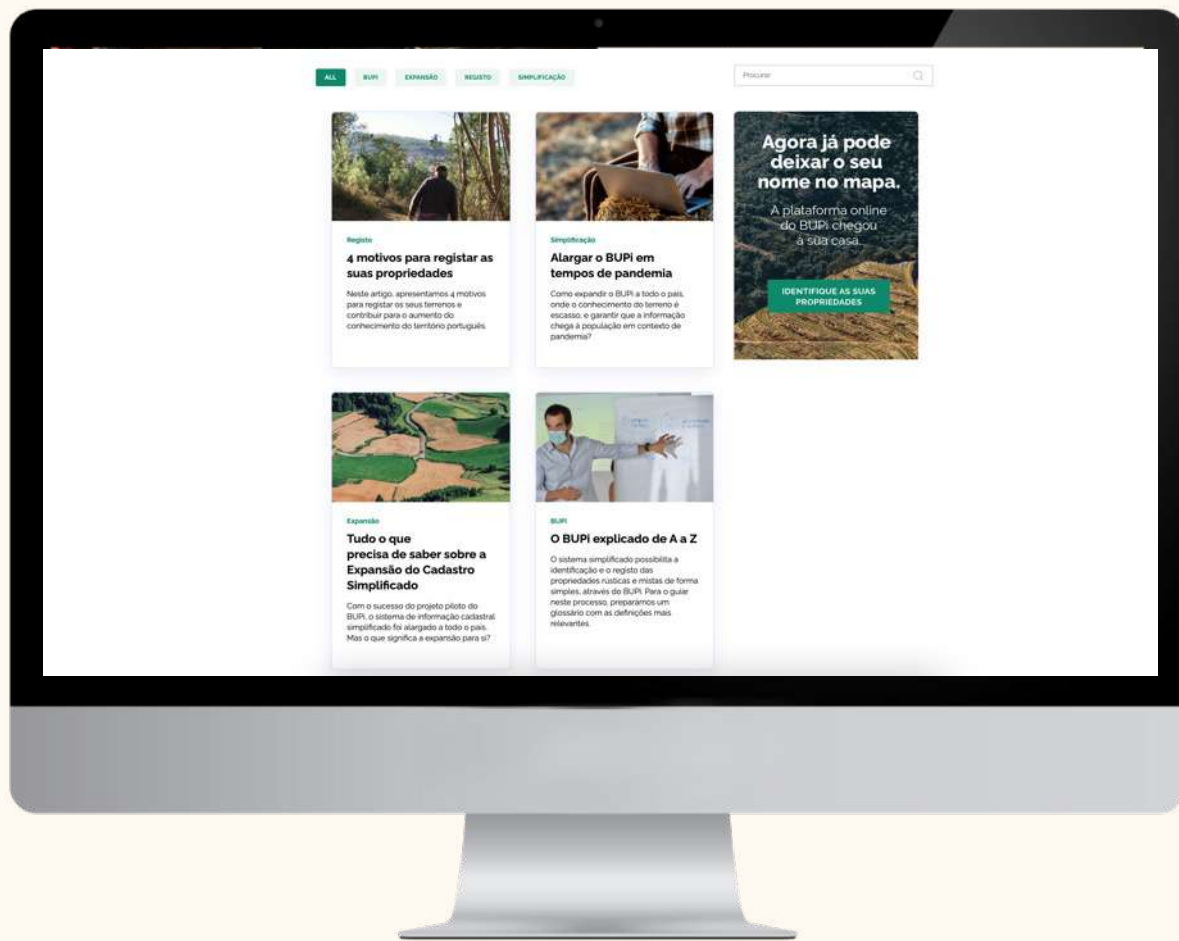 ALL
BUPI
EXPANSÃO
REGISTO
SIMPLIFICAÇÃO
Procurar
Registo
4 motivos para registar as
suas propriedades
Neste artigo, apresentamos 4 motivos
para registar os seus terrenos e
contribuir para o aumento do
conhecimento do território português.
Simplificação
Alargar o BUPi em
tempos de pandemia
Como expandir o BUPi a todo o país,
onde o conhecimento do terreno é
escasso, e garantir que a informação
chega à população em contexto de
pandemia?
Agora já pode
deixar o seu
nome no mapa.
A plataforma online
do BUPi chegou
à sua casa.
IDENTIFIQUE AS SUAS
PROPRIEDADES
Expansão
Tudo o que
precisa de saber sobre a
Expansão do Cadastro
Simplificado
Com o sucesso do projeto piloto do
BUPi, o sistema de informação cadastral
simplificado foi alargado a todo o país.
Mas o que significa a expansão para si?
BUPI
O BUPi explicado de A a Z
O sistema simplificado possibilita a
identificação e o registo das
propriedades rústicas e mistas de forma
simples, através do BUPi. Para o guiar
neste processo, preparámos um
glossário com as definições mais
relevantes.